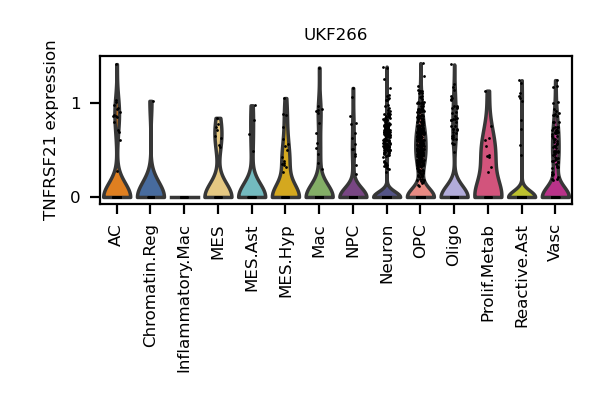 UKF266
TNFRSF21 expression
1
0
AC
Chromatin.Reg
Inflammatory.Mac
MES
MES.Ast
MES.Hyp
Mac
NPC
Neuron
OPC
Oligo
Prolif.Metab
Reactive.Ast
Vasc